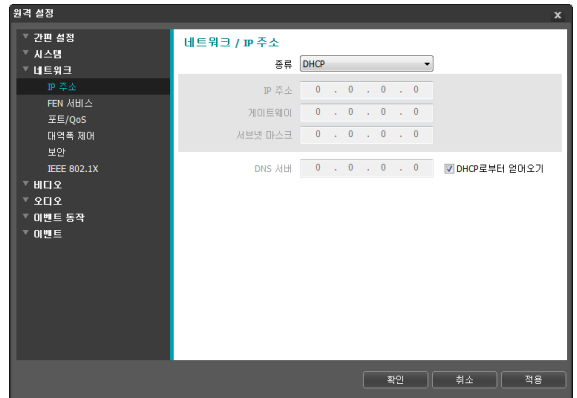 원격 설정
x
간편 설정
시스템
네트워크
IP 주소
FEN 서비스
포트/QoS
대역폭 제어
보안
IEEE 802.1X
비디오
오디오
이벤트 동작
이벤트
네트워크 / IP 주소
종류 DHCP
IP 주소 0 . 0 . 0 . 0
게이트웨이 0 . 0 . 0 . 0
서브넷 마스크 0 . 0 . 0 . 0
DNS 서버 0 . 0 . 0 . 0 DHCP로부터 얻어오기
확인 취소 적용